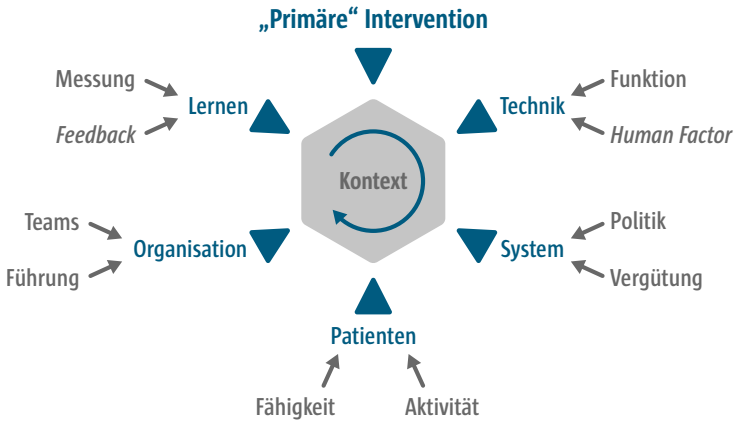 „Primäre“ Intervention
Messung
Funktion
Lernen
Technik
Feedback
Human Factor
Kontext
Teams
Politik
Organisation
System
Führung
Vergütung
Patienten
Fähigkeit
Aktivität